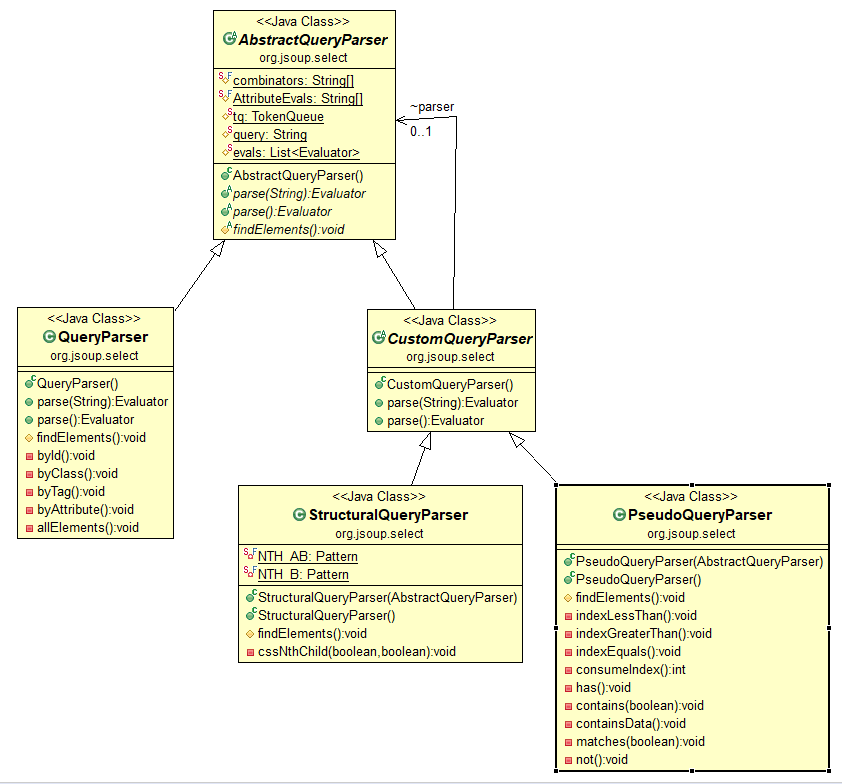 <<Java Class>>
AbstractQueryParser
org.jsoup.select
combinators: String[]
AttributeEvals: String[]
tq: TokenQueue
query: String
evals: List<Evaluator>
AbstractQueryParser()
parse(String):Evaluator
parse():Evaluator
findElements():void
~parser
0..1
<<Java Class>>
QueryParser
org.jsoup.select
QueryParser()
parse(String):Evaluator
parse():Evaluator
findElements():void
byId():void
byClass():void
byTag():void
byAttribute():void
allElements():void
<<Java Class>>
CustomQueryParser
org.jsoup.select
CustomQueryParser()
parse(String):Evaluator
parse():Evaluator
<<Java Class>>
StructuralQueryParser
org.jsoup.select
NTH_AB: Pattern
NTH_B: Pattern
StructuralQueryParser(AbstractQueryParser)
StructuralQueryParser()
findElements():void
cssNthChild(boolean,boolean):void
<<Java Class>>
PseudoQueryParser
org.jsoup.select
PseudoQueryParser(AbstractQueryParser)
PseudoQueryParser()
findElements():void
indexLessThan():void
indexGreaterThan():void
indexEquals():void
consumeIndex():int
has():void
contains(boolean):void
containsData():void
matches(boolean):void
not():void